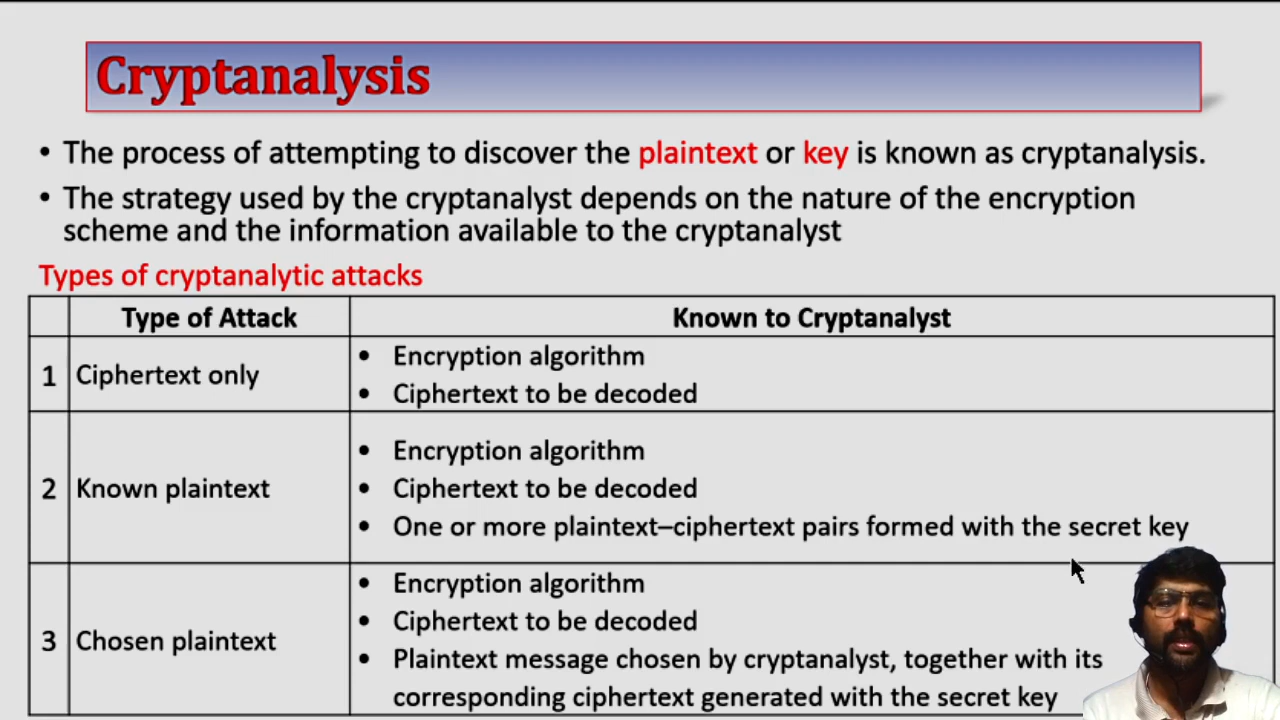 Cryptanalysis
• The process of attempting to discover the plaintext or key is known as cryptanalysis.
• The strategy used by the cryptanalyst depends on the nature of the encryption
scheme and the information available to the cryptanalyst
Types of cryptanalytic attacks
Type of Attack Known to Cryptanalyst
1 Ciphertext only
• Encryption algorithm
• Ciphertext to be decoded
2 Known plaintext
• Encryption algorithm
• Ciphertext to be decoded
• One or more plaintext–ciphertext pairs formed with the secret key
3 Chosen plaintext
• Encryption algorithm
• Ciphertext to be decoded
• Plaintext message chosen by cryptanalyst, together with its
corresponding ciphertext generated with the secret key